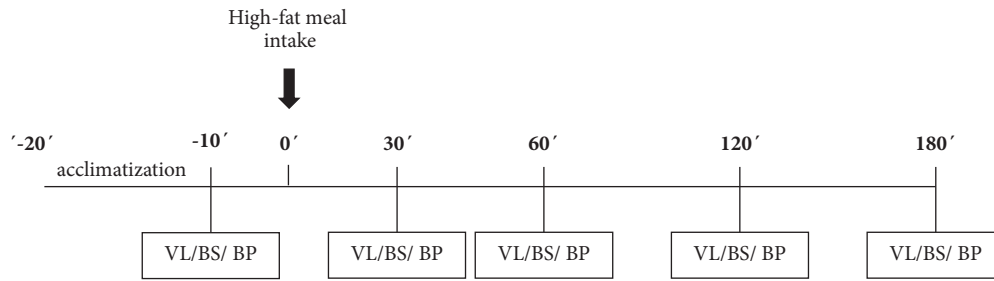 High-fat meal
intake
´-20´ -10´ 0´ 30´ 60´ 120´ 180´
acclimatization
VL/BS/ BP VL/BS/ BP VL/BS/ BP VL/BS/ BP VL/BS/ BP